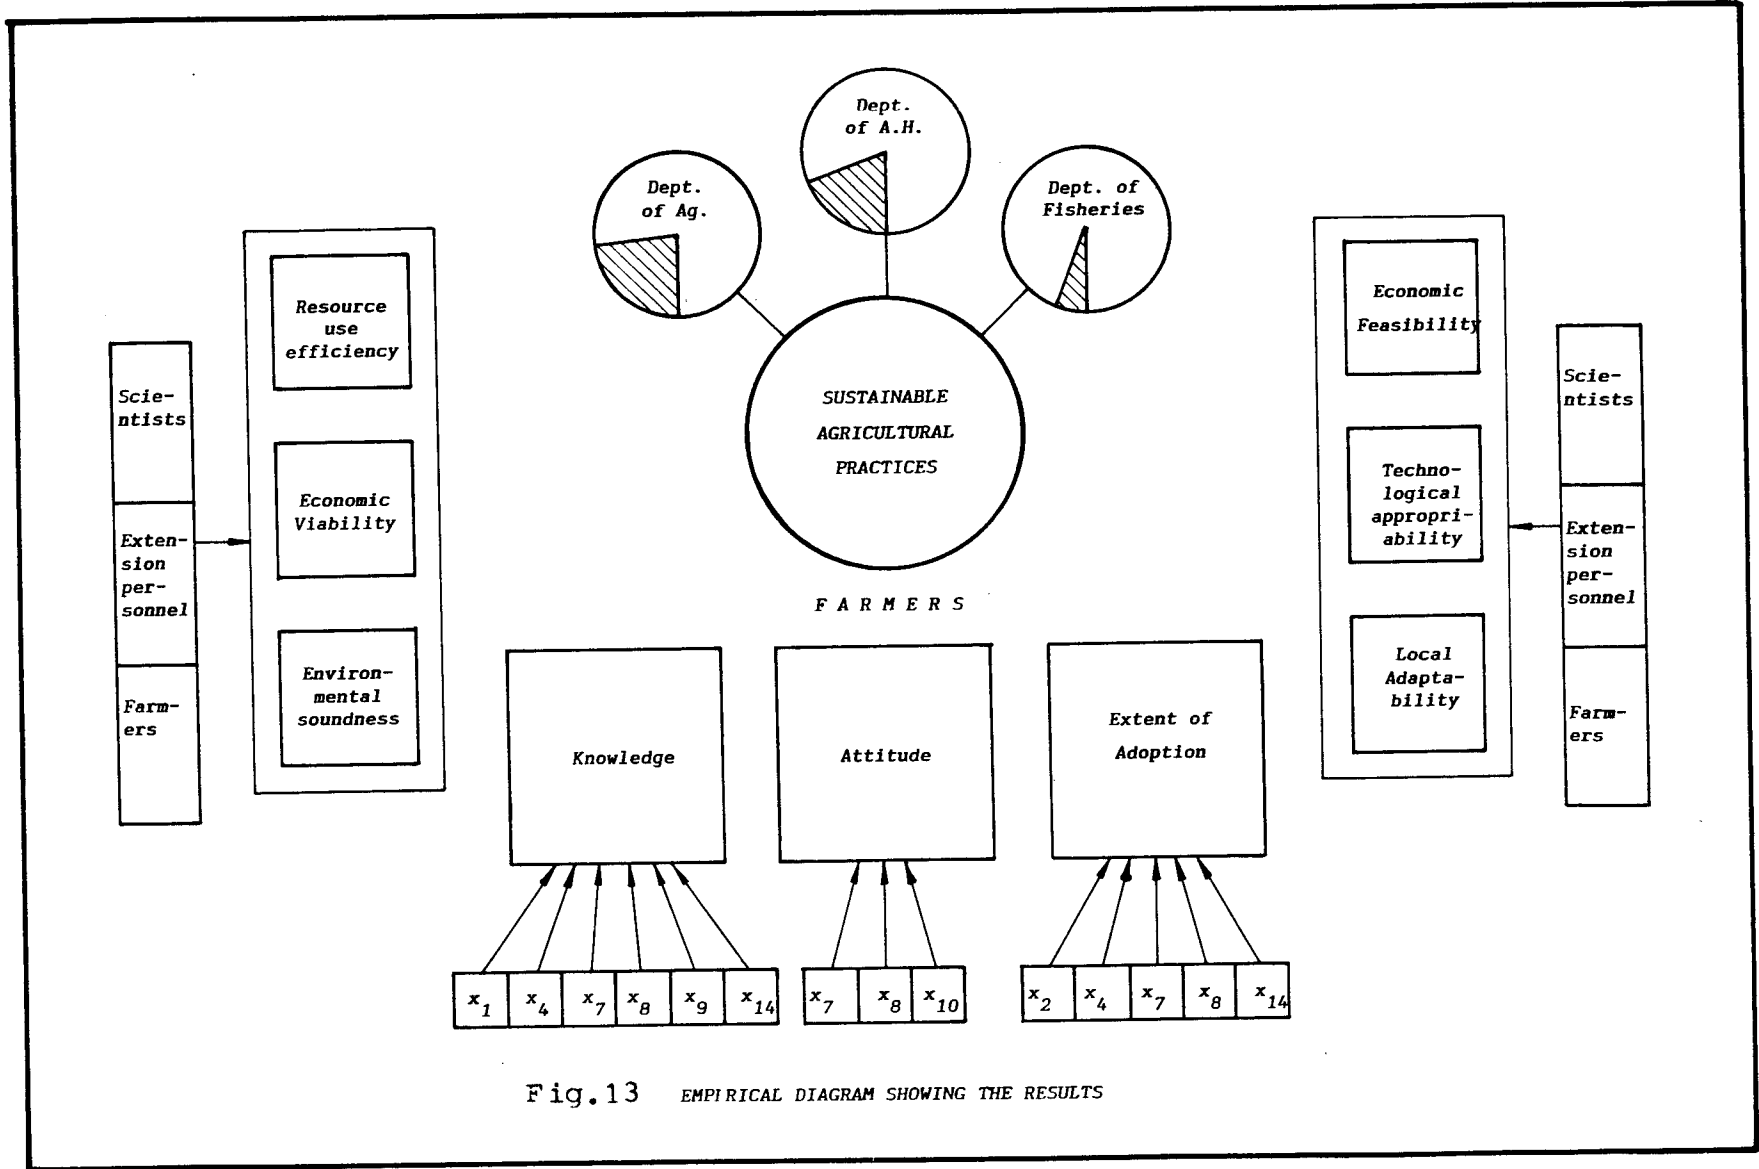 Dept.
of A.H.
Dept.
of Ag.
Dept. of
Fisheries
Resource
use
efficiency
Economic
Viability
Environ-
mental
soundness
Scie-
ntists
Exten-
sion
per-
sonnel
Farm-
ers
SUSTAINABLE
AGRICULTURAL
PRACTICES
Economic
Feasibility
Techno-
logical
appropri-
ability
Local
Adapta-
bility
Scie-
ntists
Exten-
sion
per-
sonnel
Farm-
ers
F A R M E R S
Knowledge
Attitude
Extent of
Adoption
x1 x4 x7 x8 x9 x14
x7 x8 x10
x2 x4 x7 x8 x14
Fig.13 EMPIRICAL DIAGRAM SHOWING THE RESULTS